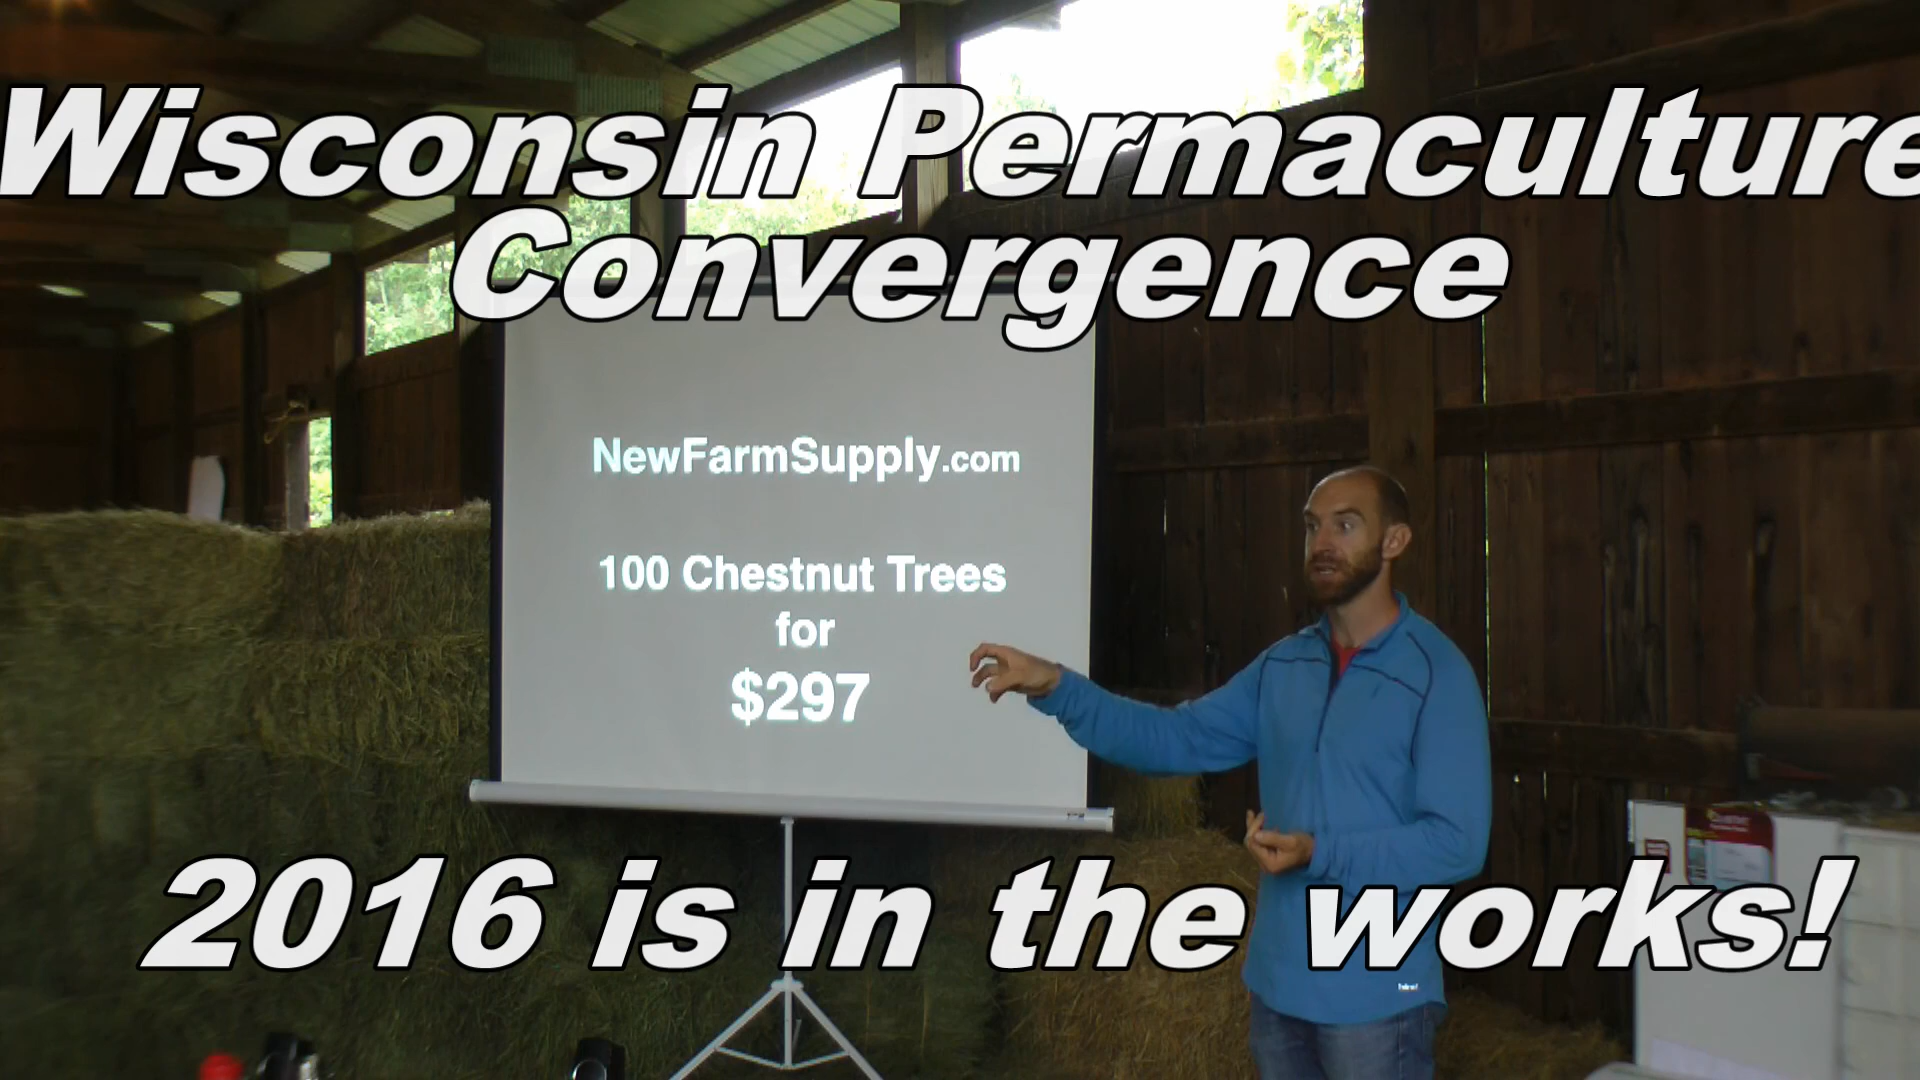 Wisconsin Permaculture
Convergence
NewFarmSupply.com
100 Chestnut Trees
for
$297
2016 is in the works!